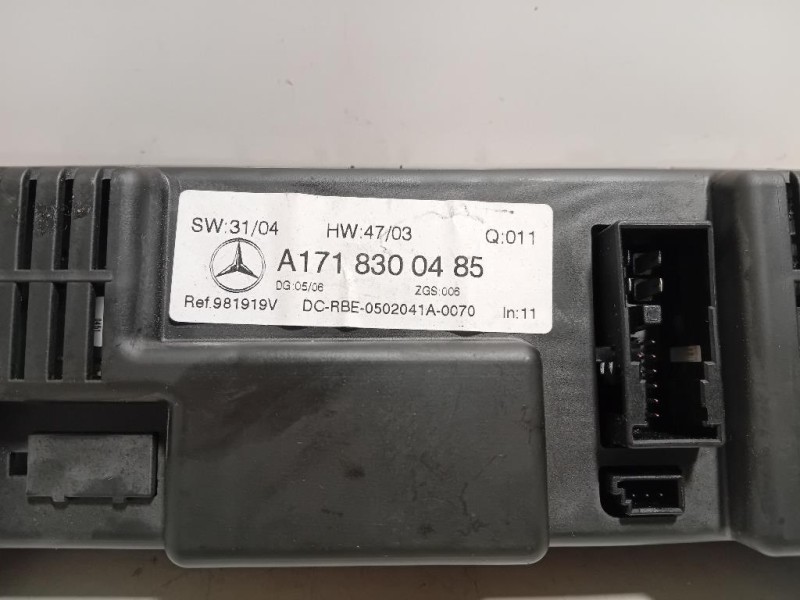 SW:31/04 HW:47/03 Q:011
A171 830 04 85
DG:05/06 ZGS:006
Ref.981919V DC-RBE-0502041A-0070 In:11